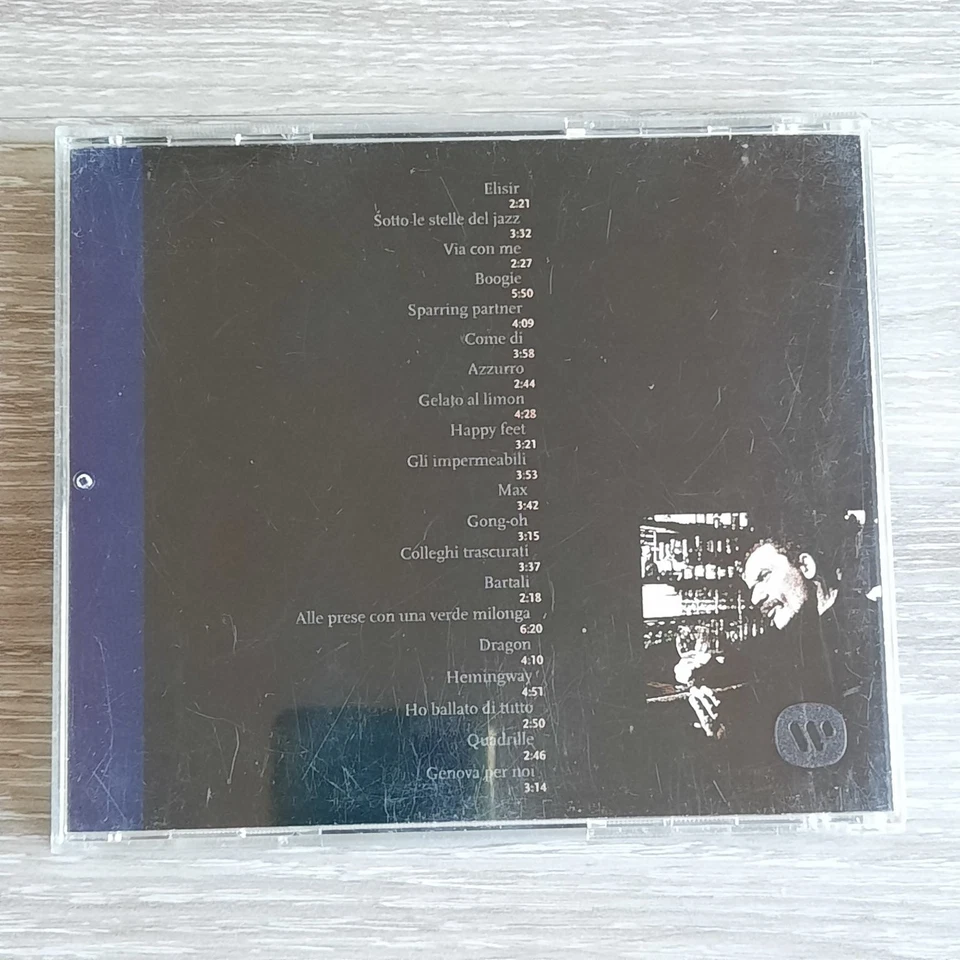 Elisir
2:21
Sotto le stelle del jazz
3:32
Via con me
2:27
Boogie
5:50
Sparring partner
4:09
Come di
3:58
Azzurro
2:44
Gelato al limon
4:28
Happy feet
3:21
Gli impermeabili
3:53
Max
3:42
Gong-oh
3:15
Colleghi trascurati
3:37
Bartali
2:18
Alle prese con una verde milonga
6:20
Dragon
4:10
Hemingway
4:51
Ho ballato di tutto
2:50
Quadrille
2:46
Genova per noi
3:14